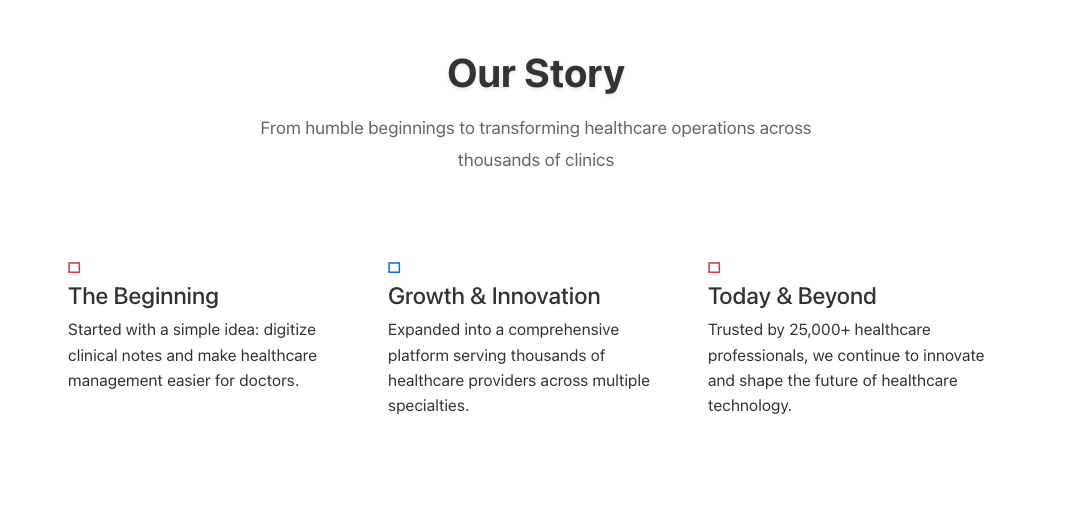 Our Story
From humble beginnings to transforming healthcare operations across
thousands of clinics
The Beginning
Started with a simple idea: digitize
clinical notes and make healthcare
management easier for doctors.
Growth & Innovation
Expanded into a comprehensive
platform serving thousands of
healthcare providers across multiple
specialties.
Today & Beyond
Trusted by 25,000+ healthcare
professionals, we continue to innovate
and shape the future of healthcare
technology.